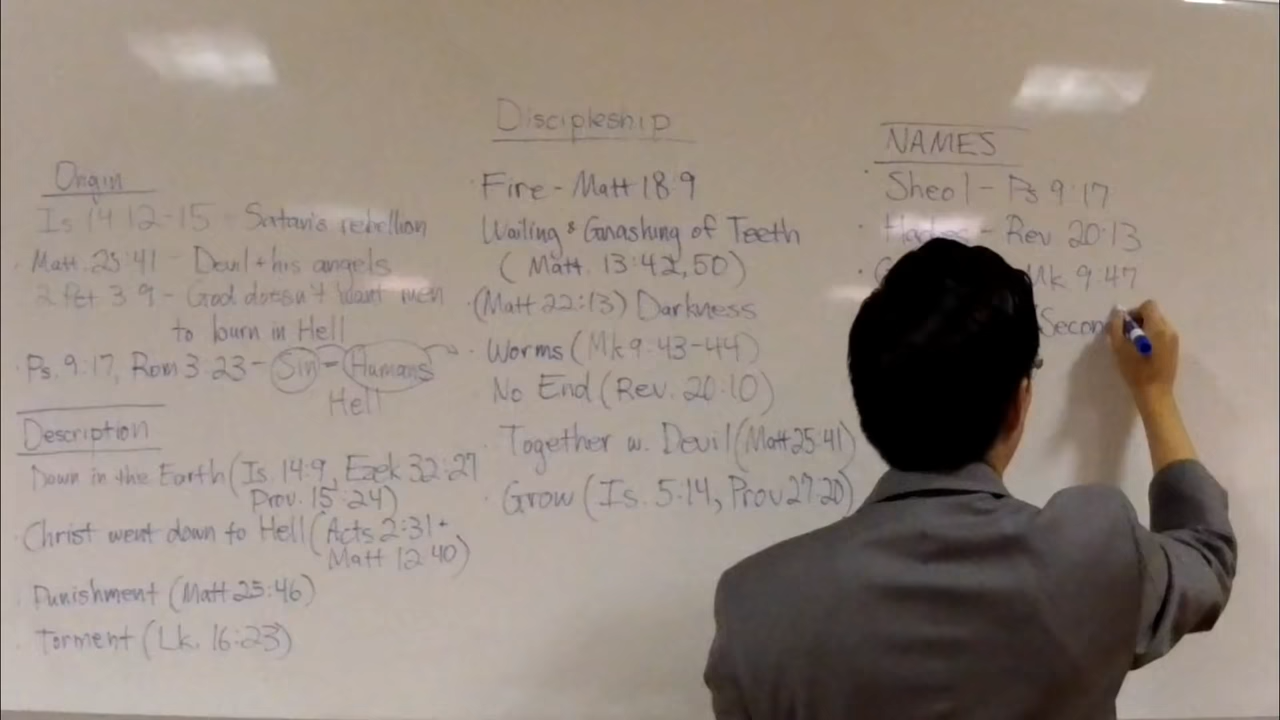 Discipleship
Origin
Is 14 12-15 - Satan's rebellion
· Matt. 25:41 - Devil + his angels
2 Pet 3 9 - God doesn't want men
to burn in Hell
· Ps. 9:17, Rom 3:23 - Sin - Humans
Hell
Description
Down in the Earth (Is. 14:9, Ezek 32:27
Prov. 15:24)
· Christ went down to Hell (Acts 2:31 +
Matt 12 40)
· Punishment (Matt 25:46)
· Torment (Lk. 16:23)
· Fire - Matt 18:9
Wailing & Gnashing of Teeth
(Matt. 13:42, 50)
· (Matt 22:13) Darkness
· Worms (Mk 9:43-44)
No End (Rev. 20:10)
· Together w. Devil (Matt 25:41)
· Grow (Is. 5:14, Prov 27:20)
NAMES
· Sheol - Ps 9:17
· Hades - Rev 20:13
· Mk 9:47
(Secon